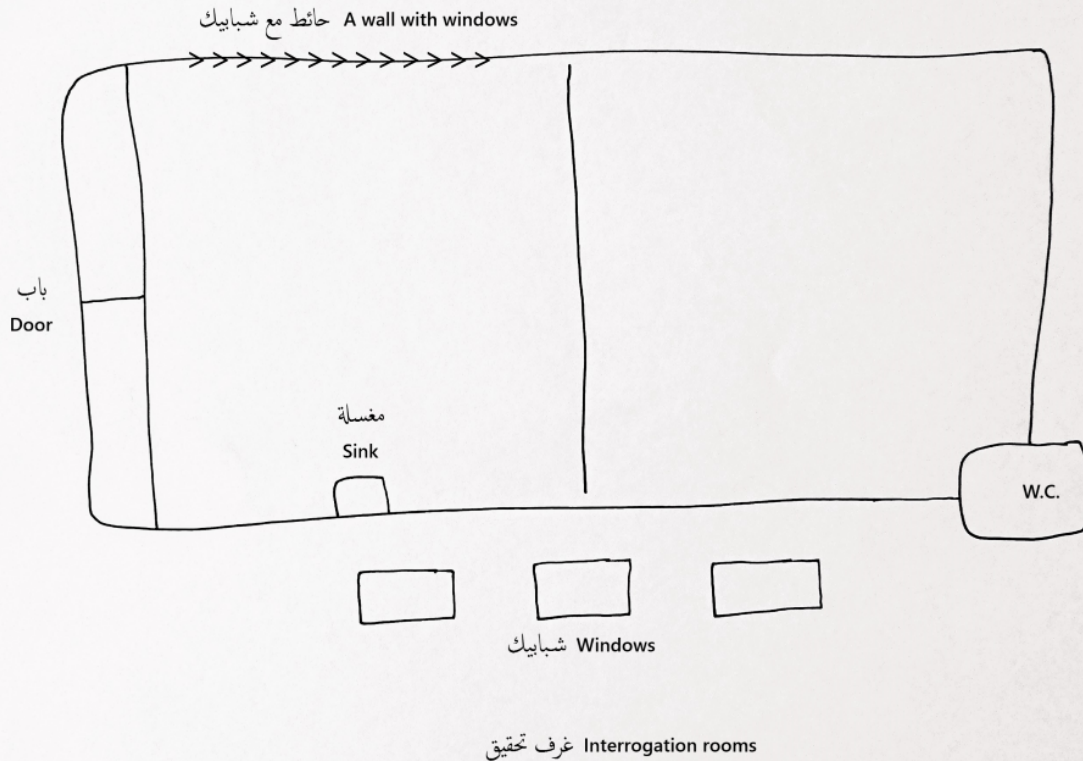 حائط مع شبابيك A wall with windows
باب
Door
مغسلة
Sink
W.C.
شبابيك Windows
غرف تحقيق Interrogation rooms